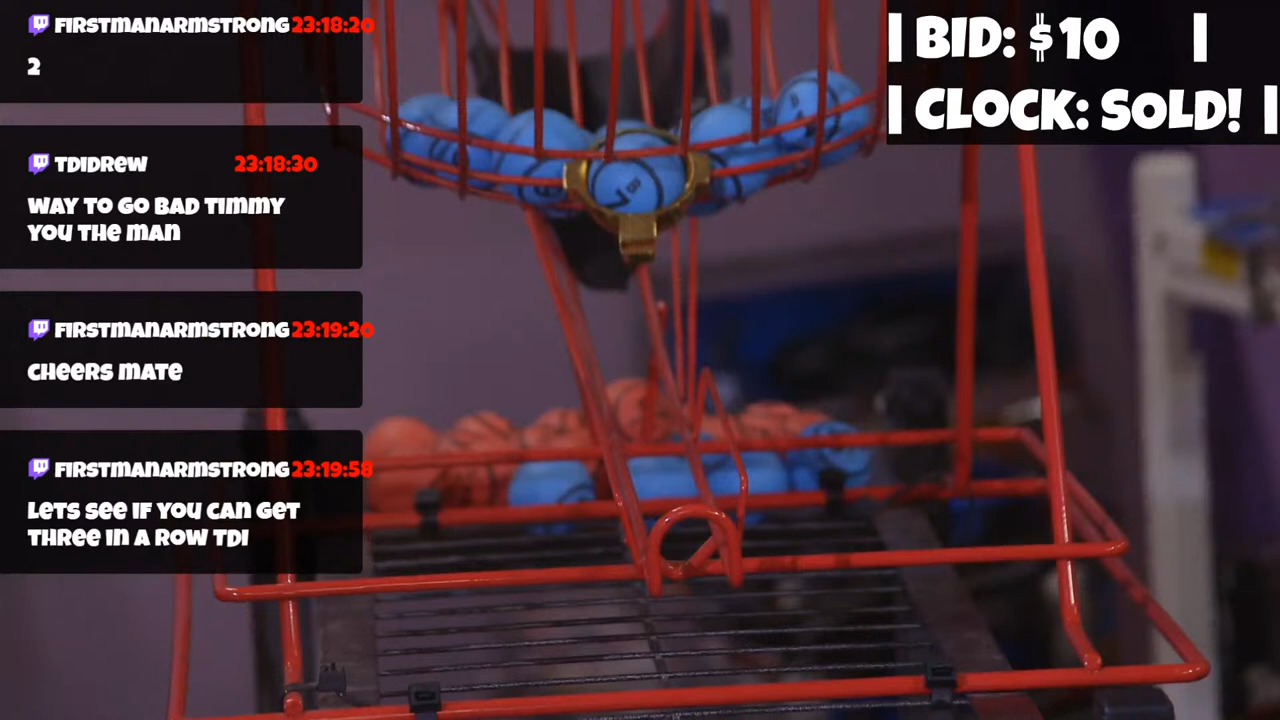 FIRSTMANARMSTRONG 23:18:20
2
TDIDREW 23:18:30
WAY TO GO BAD TIMMY
YOU THE MAN
FIRSTMANARMSTRONG 23:19:20
CHEERS MATE
FIRSTMANARMSTRONG 23:19:58
LETS SEE IF YOU CAN GET
THREE IN A ROW TDI
| BID: $10 |
| CLOCK: SOLD! |
B
7
B